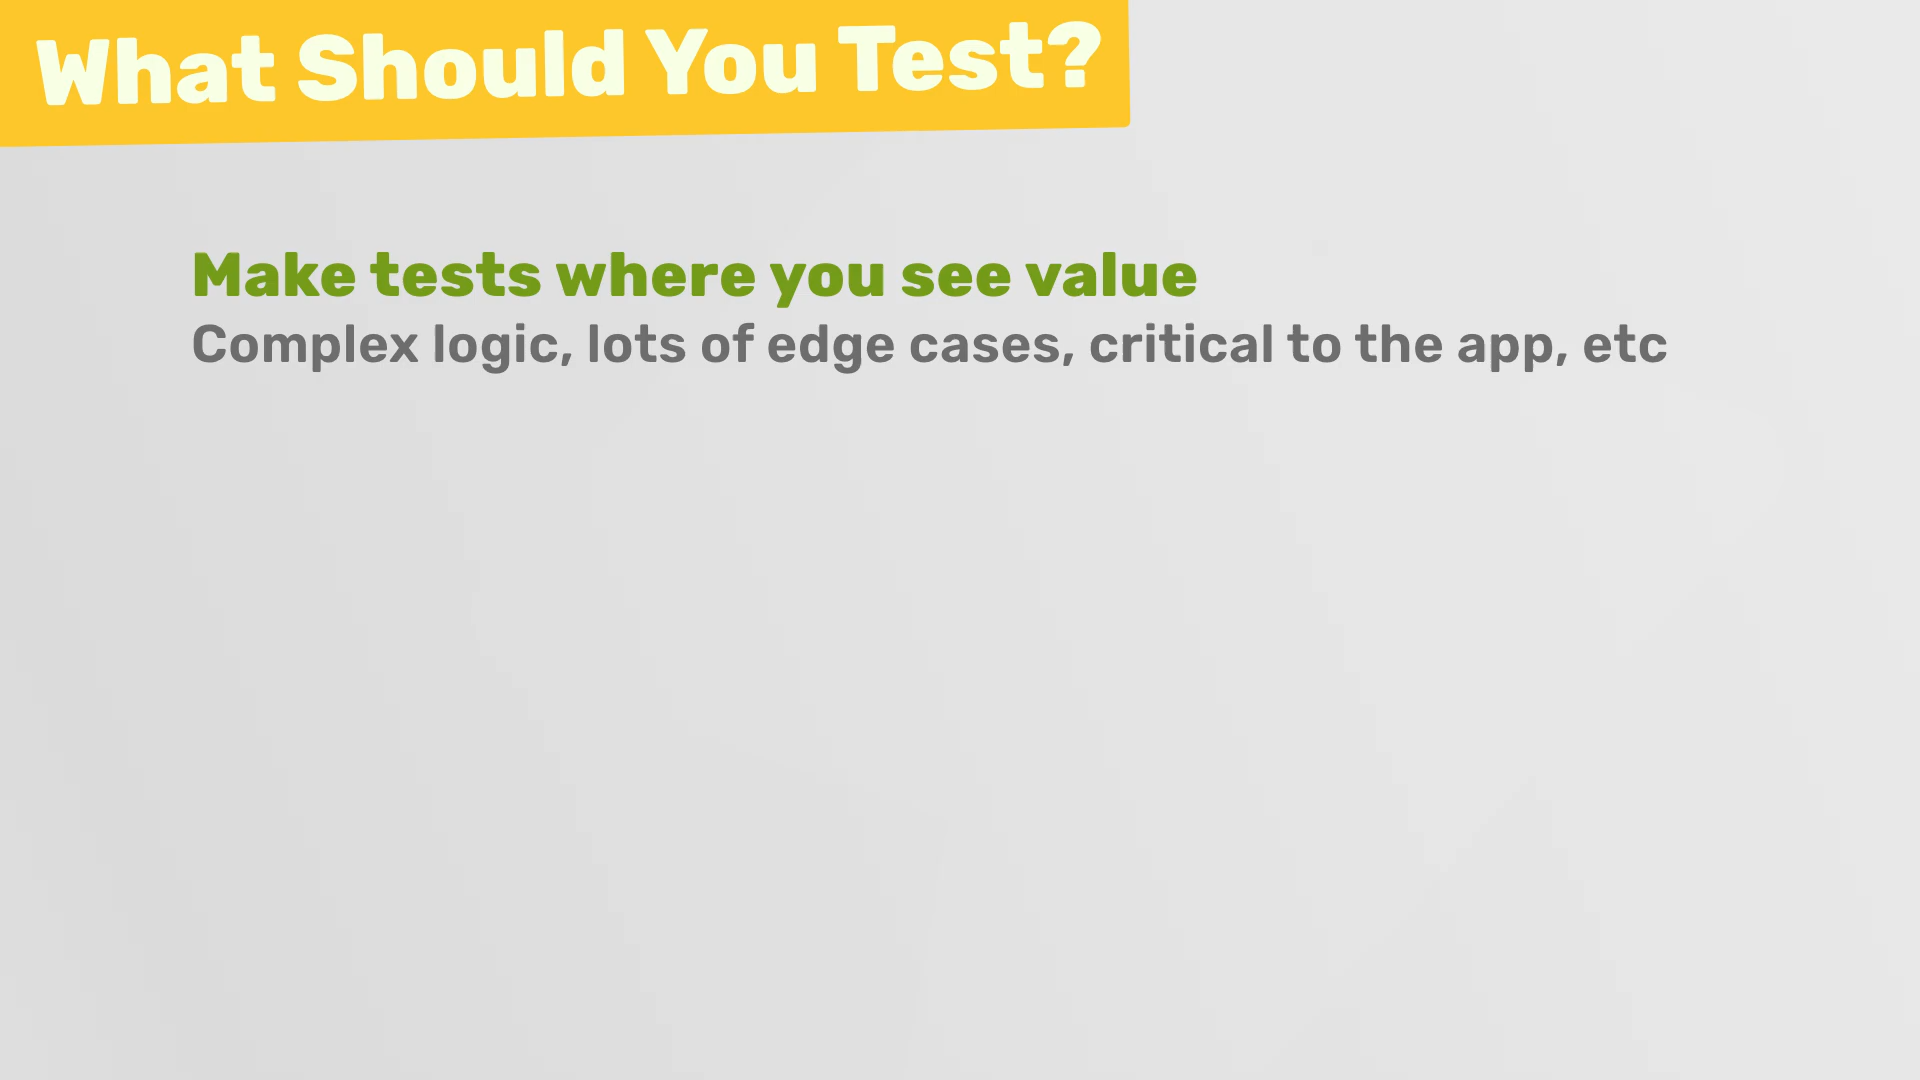 What Should You Test?
Make tests where you see value
Complex logic, lots of edge cases, critical to the app, etc